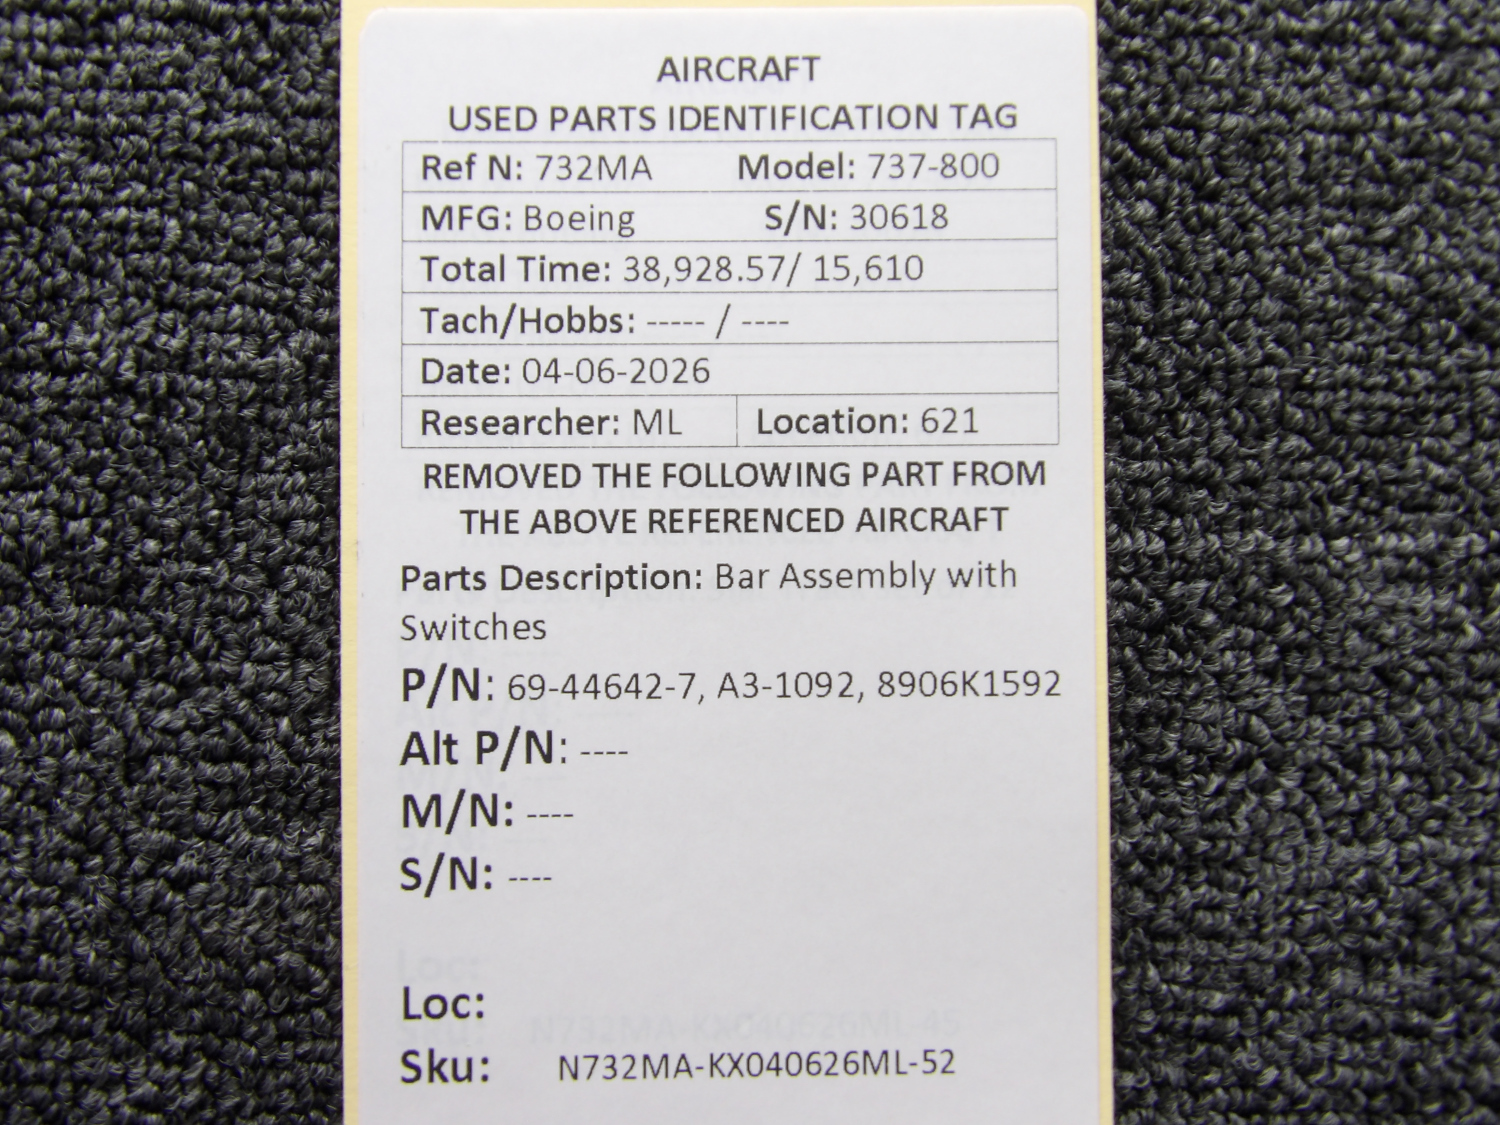 AIRCRAFT
USED PARTS IDENTIFICATION TAG
Ref N: 732MA Model: 737-800
MFG: Boeing S/N: 30618
Total Time: 38,928.57/ 15,610
Tach/Hobbs: ----- / ----
Date: 04-06-2026
Researcher: ML Location: 621
REMOVED THE FOLLOWING PART FROM
THE ABOVE REFERENCED AIRCRAFT
Parts Description: Bar Assembly with
Switches
P/N: 69-44642-7, A3-1092, 8906K1592
Alt P/N: ----
M/N: ----
S/N: ----
Loc:
Sku: N732MA-KX040626ML-52